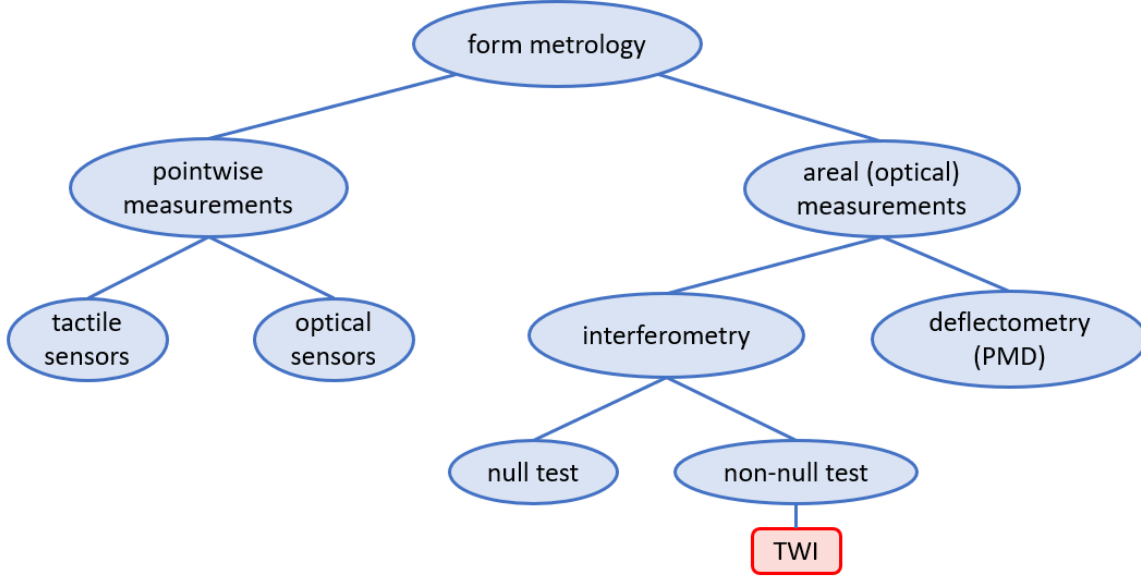 form metrology
pointwise
measurements
areal (optical)
measurements
tactile
sensors
optical
sensors
interferometry
deflectometry
(PMD)
null test
non-null test
TWI